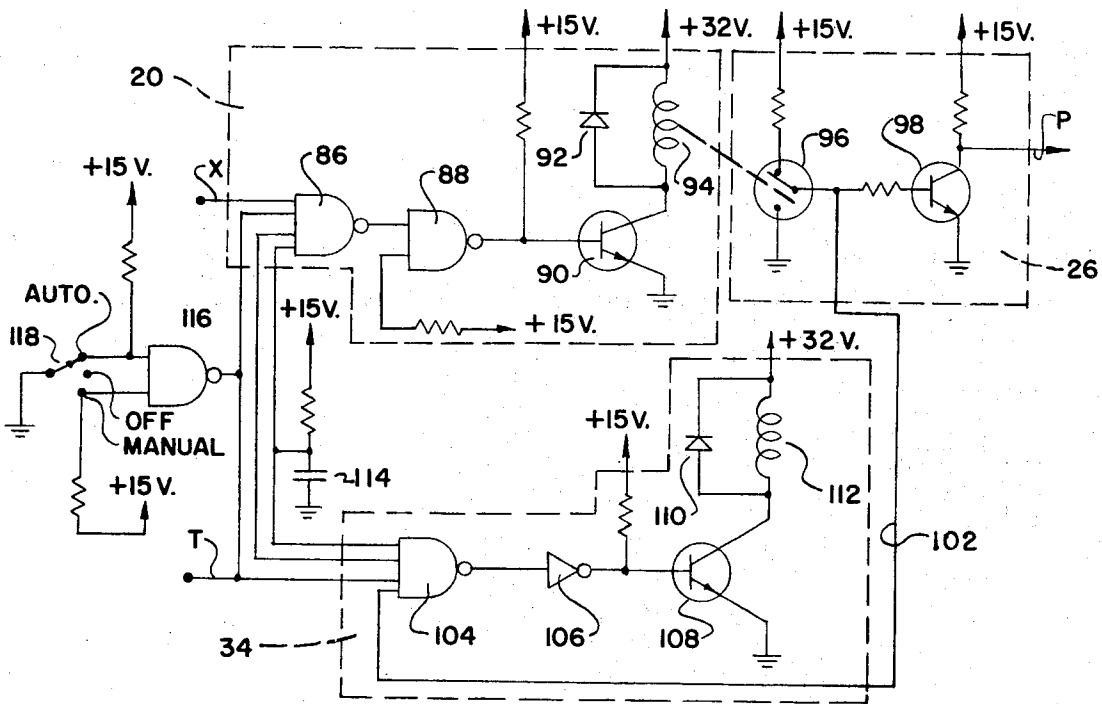 +15V.
+32V.
+15V.
+15V.
20
92
94
96
98
P
X
86
88
90
26
+15V.
AUTO.
118
116
+15V.
+15V.
OFF
MANUAL
+15V.
114
+32V.
+15V.
110
112
102
T
104
106
108
34